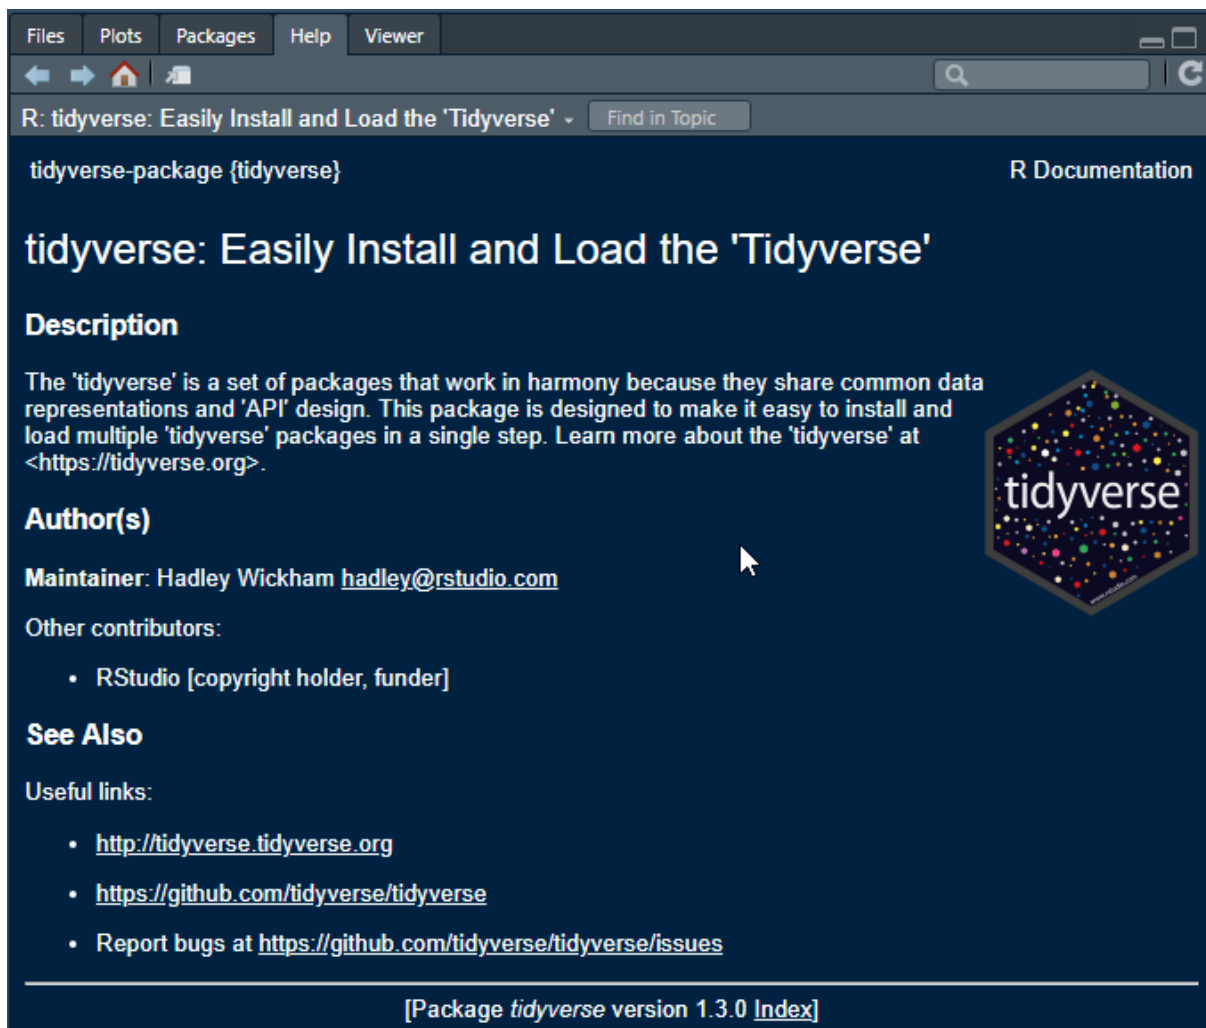 Files Plots Packages Help Viewer
R: tidyverse: Easily Install and Load the 'Tidyverse' Find in Topic
tidyverse-package {tidyverse} R Documentation
tidyverse: Easily Install and Load the 'Tidyverse'
Description
The 'tidyverse' is a set of packages that work in harmony because they share common data
representations and 'API' design. This package is designed to make it easy to install and
load multiple 'tidyverse' packages in a single step. Learn more about the 'tidyverse' at
<https://tidyverse.org>.
tidyverse
www.rstudio.com
Author(s)
Maintainer: Hadley Wickham hadley@rstudio.com
Other contributors:
• RStudio [copyright holder, funder]
See Also
Useful links:
• http://tidyverse.tidyverse.org
• https://github.com/tidyverse/tidyverse
• Report bugs at https://github.com/tidyverse/tidyverse/issues
[Package tidyverse version 1.3.0 Index]